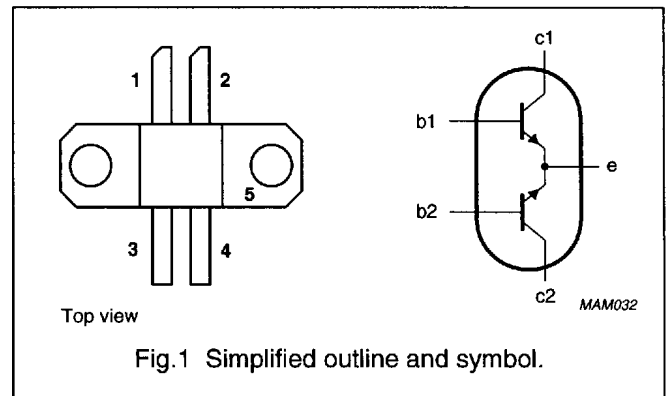 1 2
5
3 4
Top view
c1
b1
e
b2
c2
MAM032
Fig.1 Simplified outline and symbol.